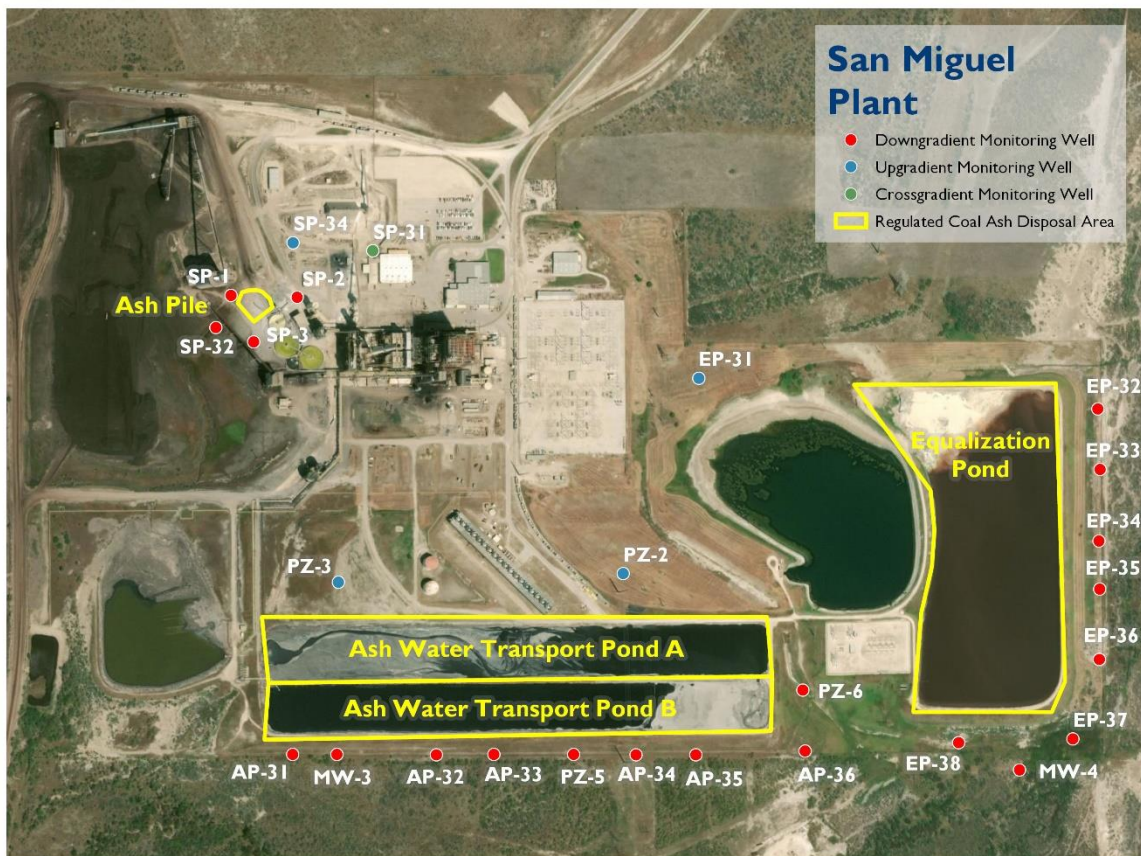 San Miguel
Plant
Downgradient Monitoring Well
Upgradient Monitoring Well
Crossgradient Monitoring Well
Regulated Coal Ash Disposal Area
SP-34
SP-31
SP-1
SP-2
Ash Pile
SP-32
SP-3
EP-31
EP-32
Equalization
Pond
EP-33
EP-34
PZ-3
PZ-2
EP-35
EP-36
Ash Water Transport Pond A
Ash Water Transport Pond B
PZ-6
EP-37
AP-31
MW-3
AP-32
AP-33
PZ-5
AP-34
AP-35
AP-36
EP-38
MW-4